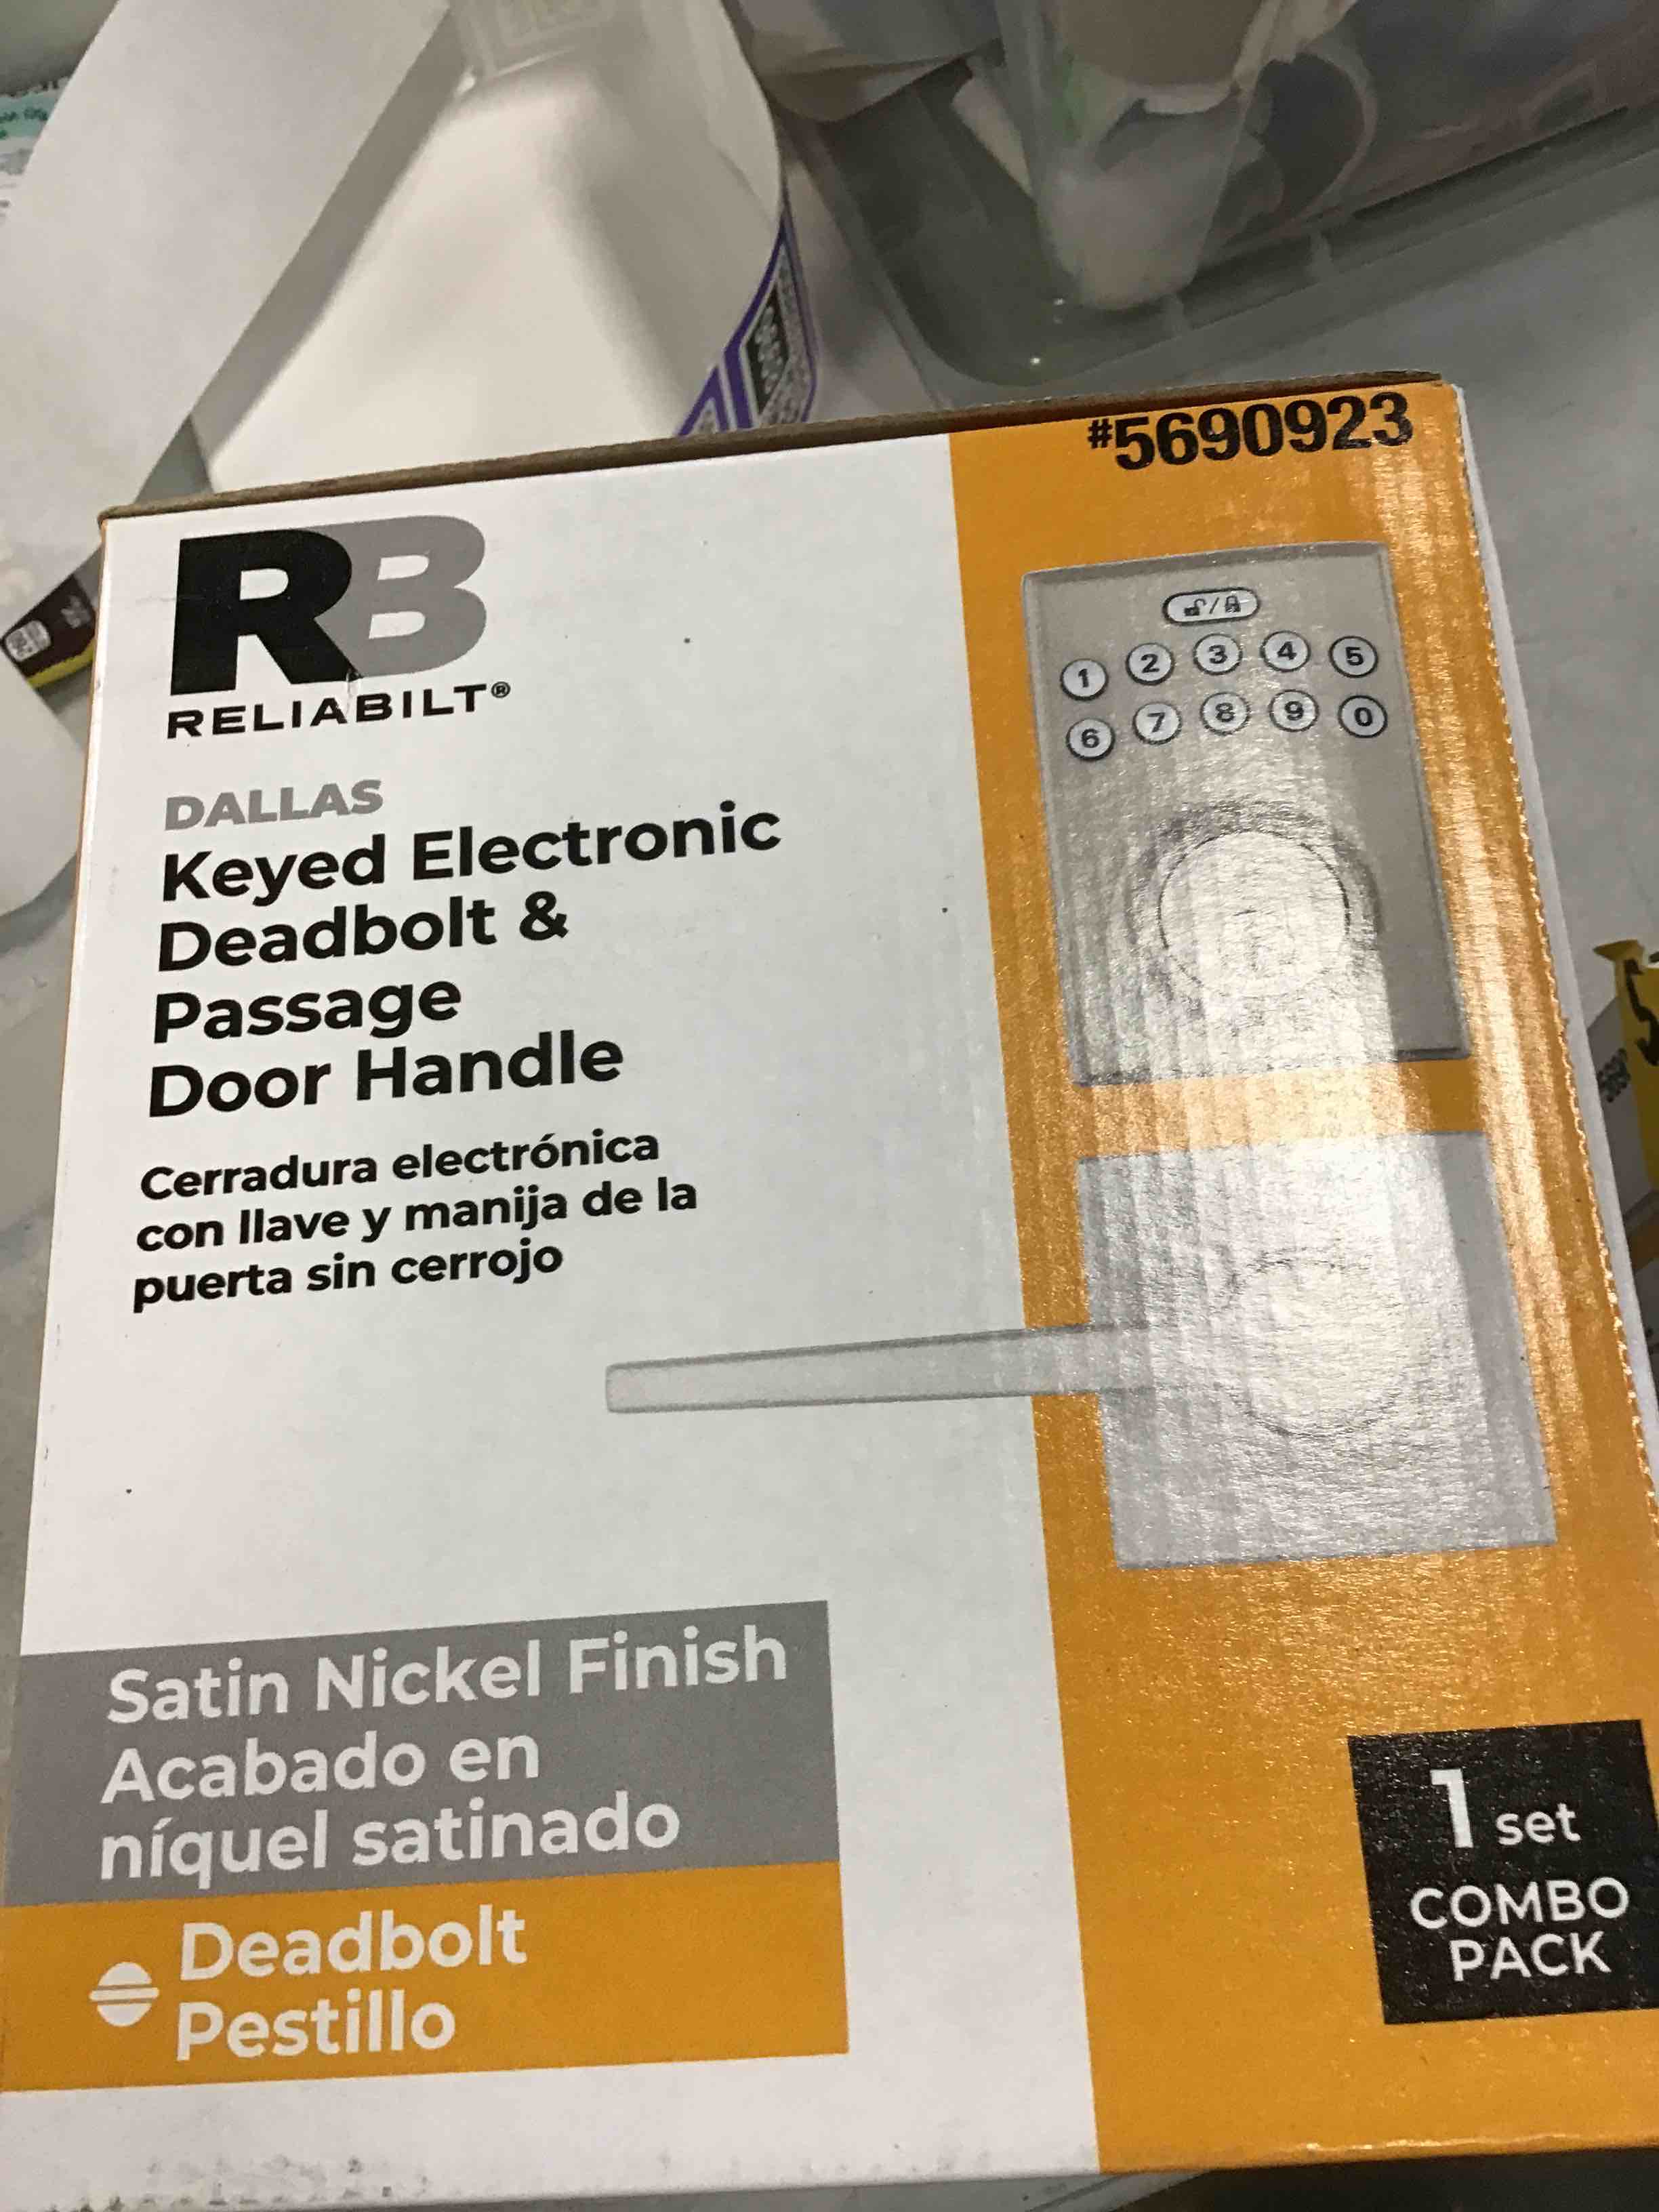 #5690923
RB
RELIABILT®
DALLAS
Keyed Electronic
Deadbolt &
Passage
Door Handle
Cerradura electrónica
con llave y manija de la
puerta sin cerrojo
1 2 3 4 5
6 7 8 9 0
Satin Nickel Finish
Acabado en
níquel satinado
Deadbolt
Pestillo
1 set
COMBO
PACK